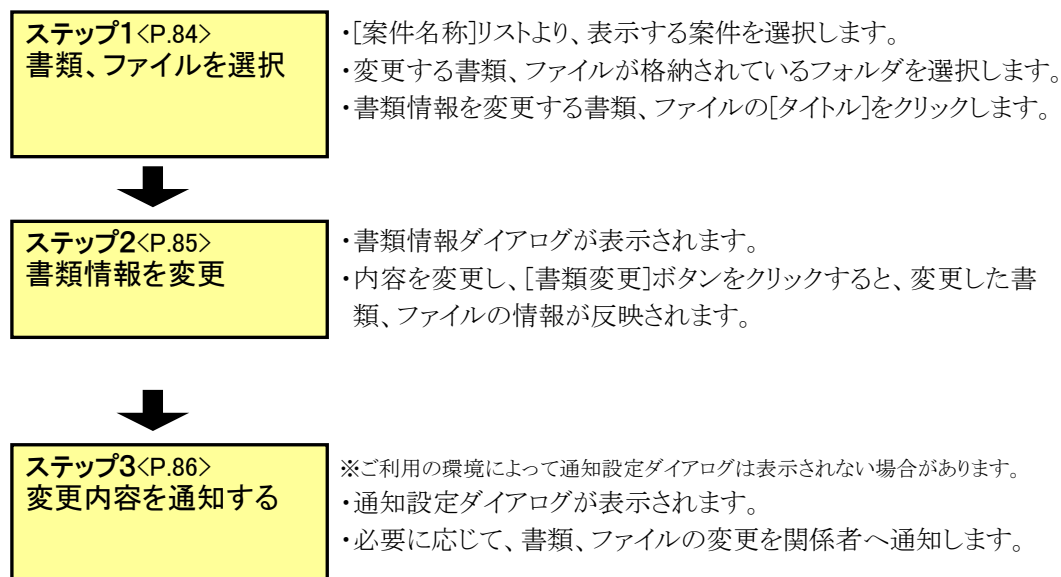 ステップ1<P.84>
書類、ファイルを選択
・[案件名称]リストより、表示する案件を選択します。
・変更する書類、ファイルが格納されているフォルダを選択します。
・書類情報を変更する書類、ファイルの[タイトル]をクリックします。
ステップ2<P.85>
書類情報を変更
・書類情報ダイアログが表示されます。
・内容を変更し、[書類変更]ボタンをクリックすると、変更した書
類、ファイルの情報が反映されます。
ステップ3<P.86>
変更内容を通知する
※ご利用の環境によって通知設定ダイアログは表示されない場合があります。
・通知設定ダイアログが表示されます。
・必要に応じて、書類、ファイルの変更を関係者へ通知します。